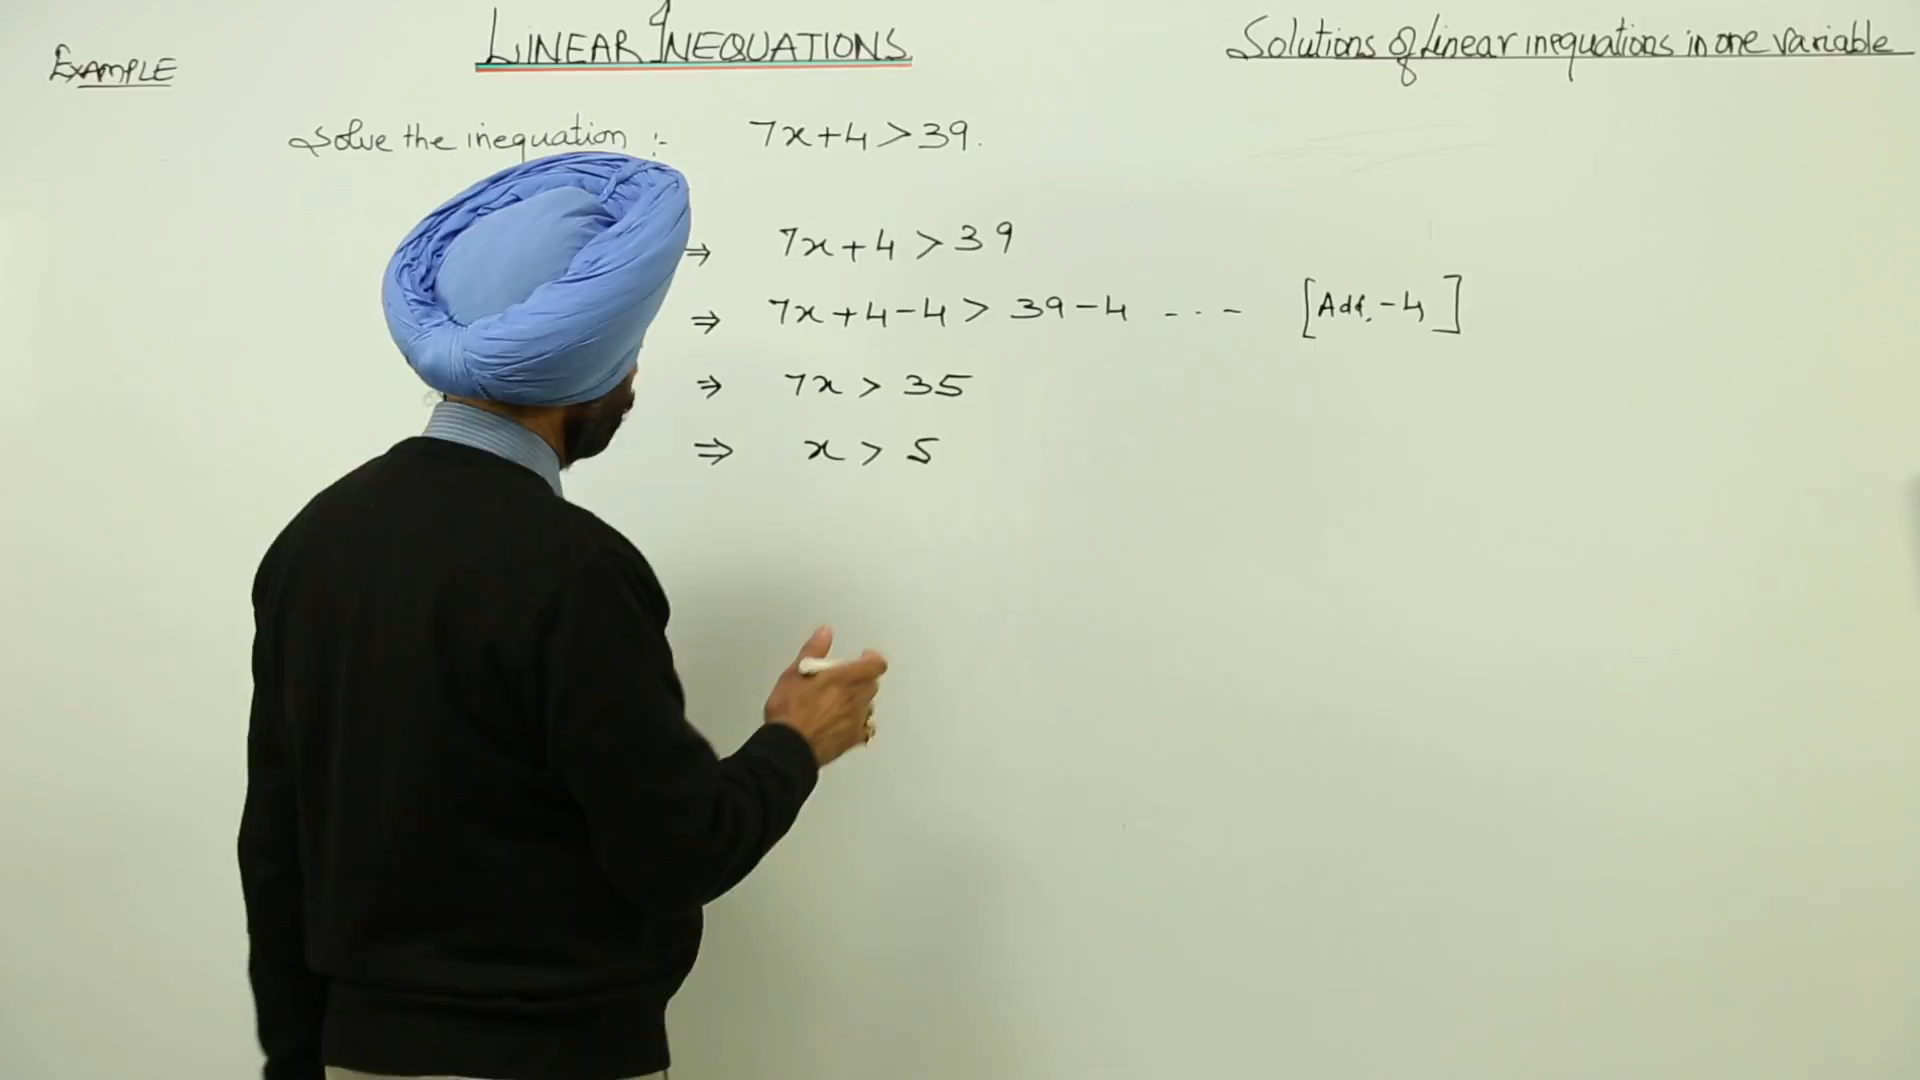 EXAMPLE
LINEAR INEQUATIONS
Solutions of linear inequations in one variable
Solve the inequation :- 7x+4>39.
⇒ 7x+4>39
⇒ 7x+4-4> 39-4 --- [Add. -4]
⇒ 7x > 35
⇒ x > 5